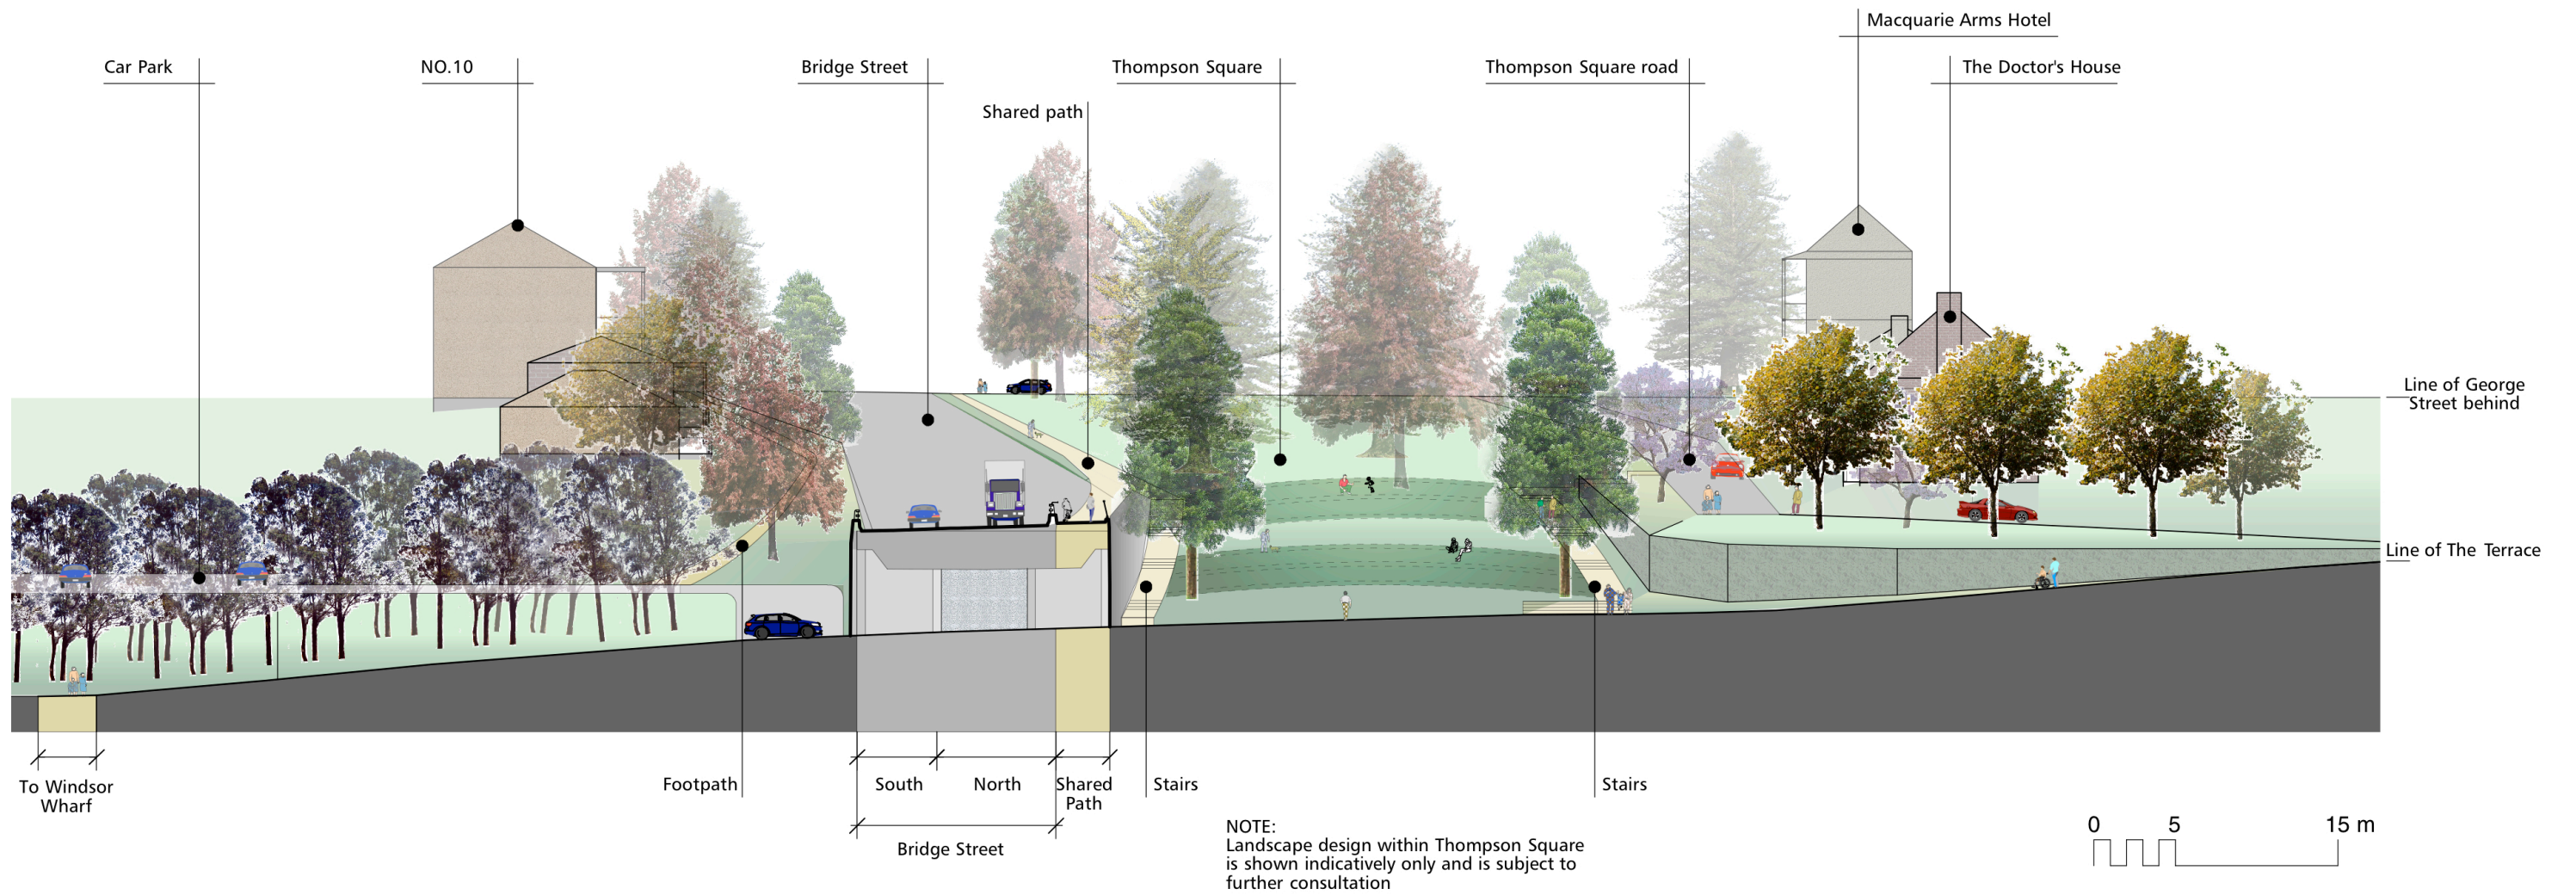 Macquarie Arms Hotel
Car Park
NO.10
Bridge Street
Thompson Square
Thompson Square road
The Doctor's House
Shared path
Line of George
Street behind
Line of The Terrace
To Windsor
Wharf
Footpath
South
North
Shared
Path
Stairs
Stairs
Bridge Street
NOTE:
Landscape design within Thompson Square
is shown indicatively only and is subject to
further consultation
0 5 15 m